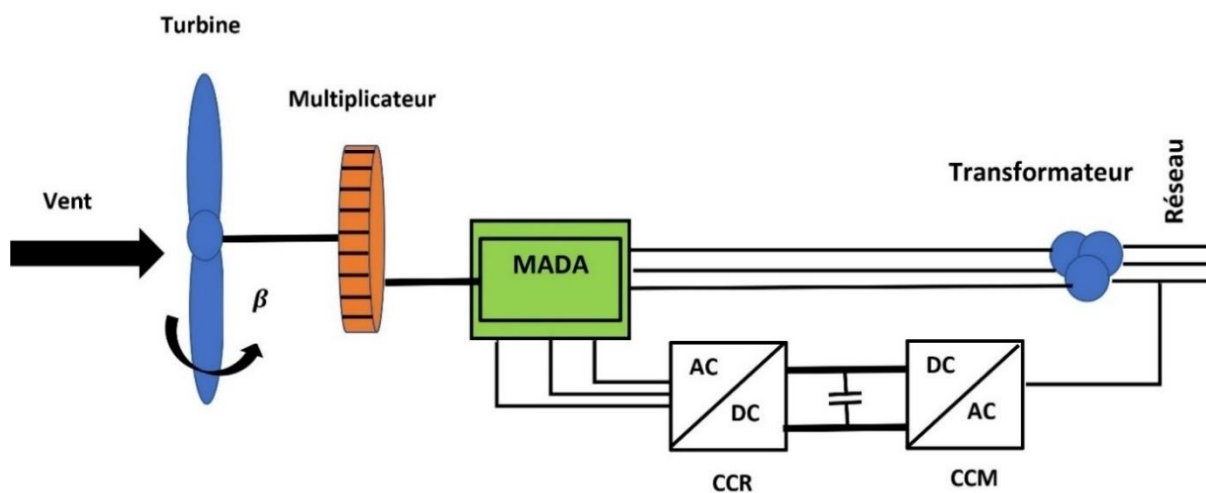 Turbine
Multiplicateur
Vent
Transformateur
Réseau
MADA
β
AC
DC
DC
AC
CCR
CCM